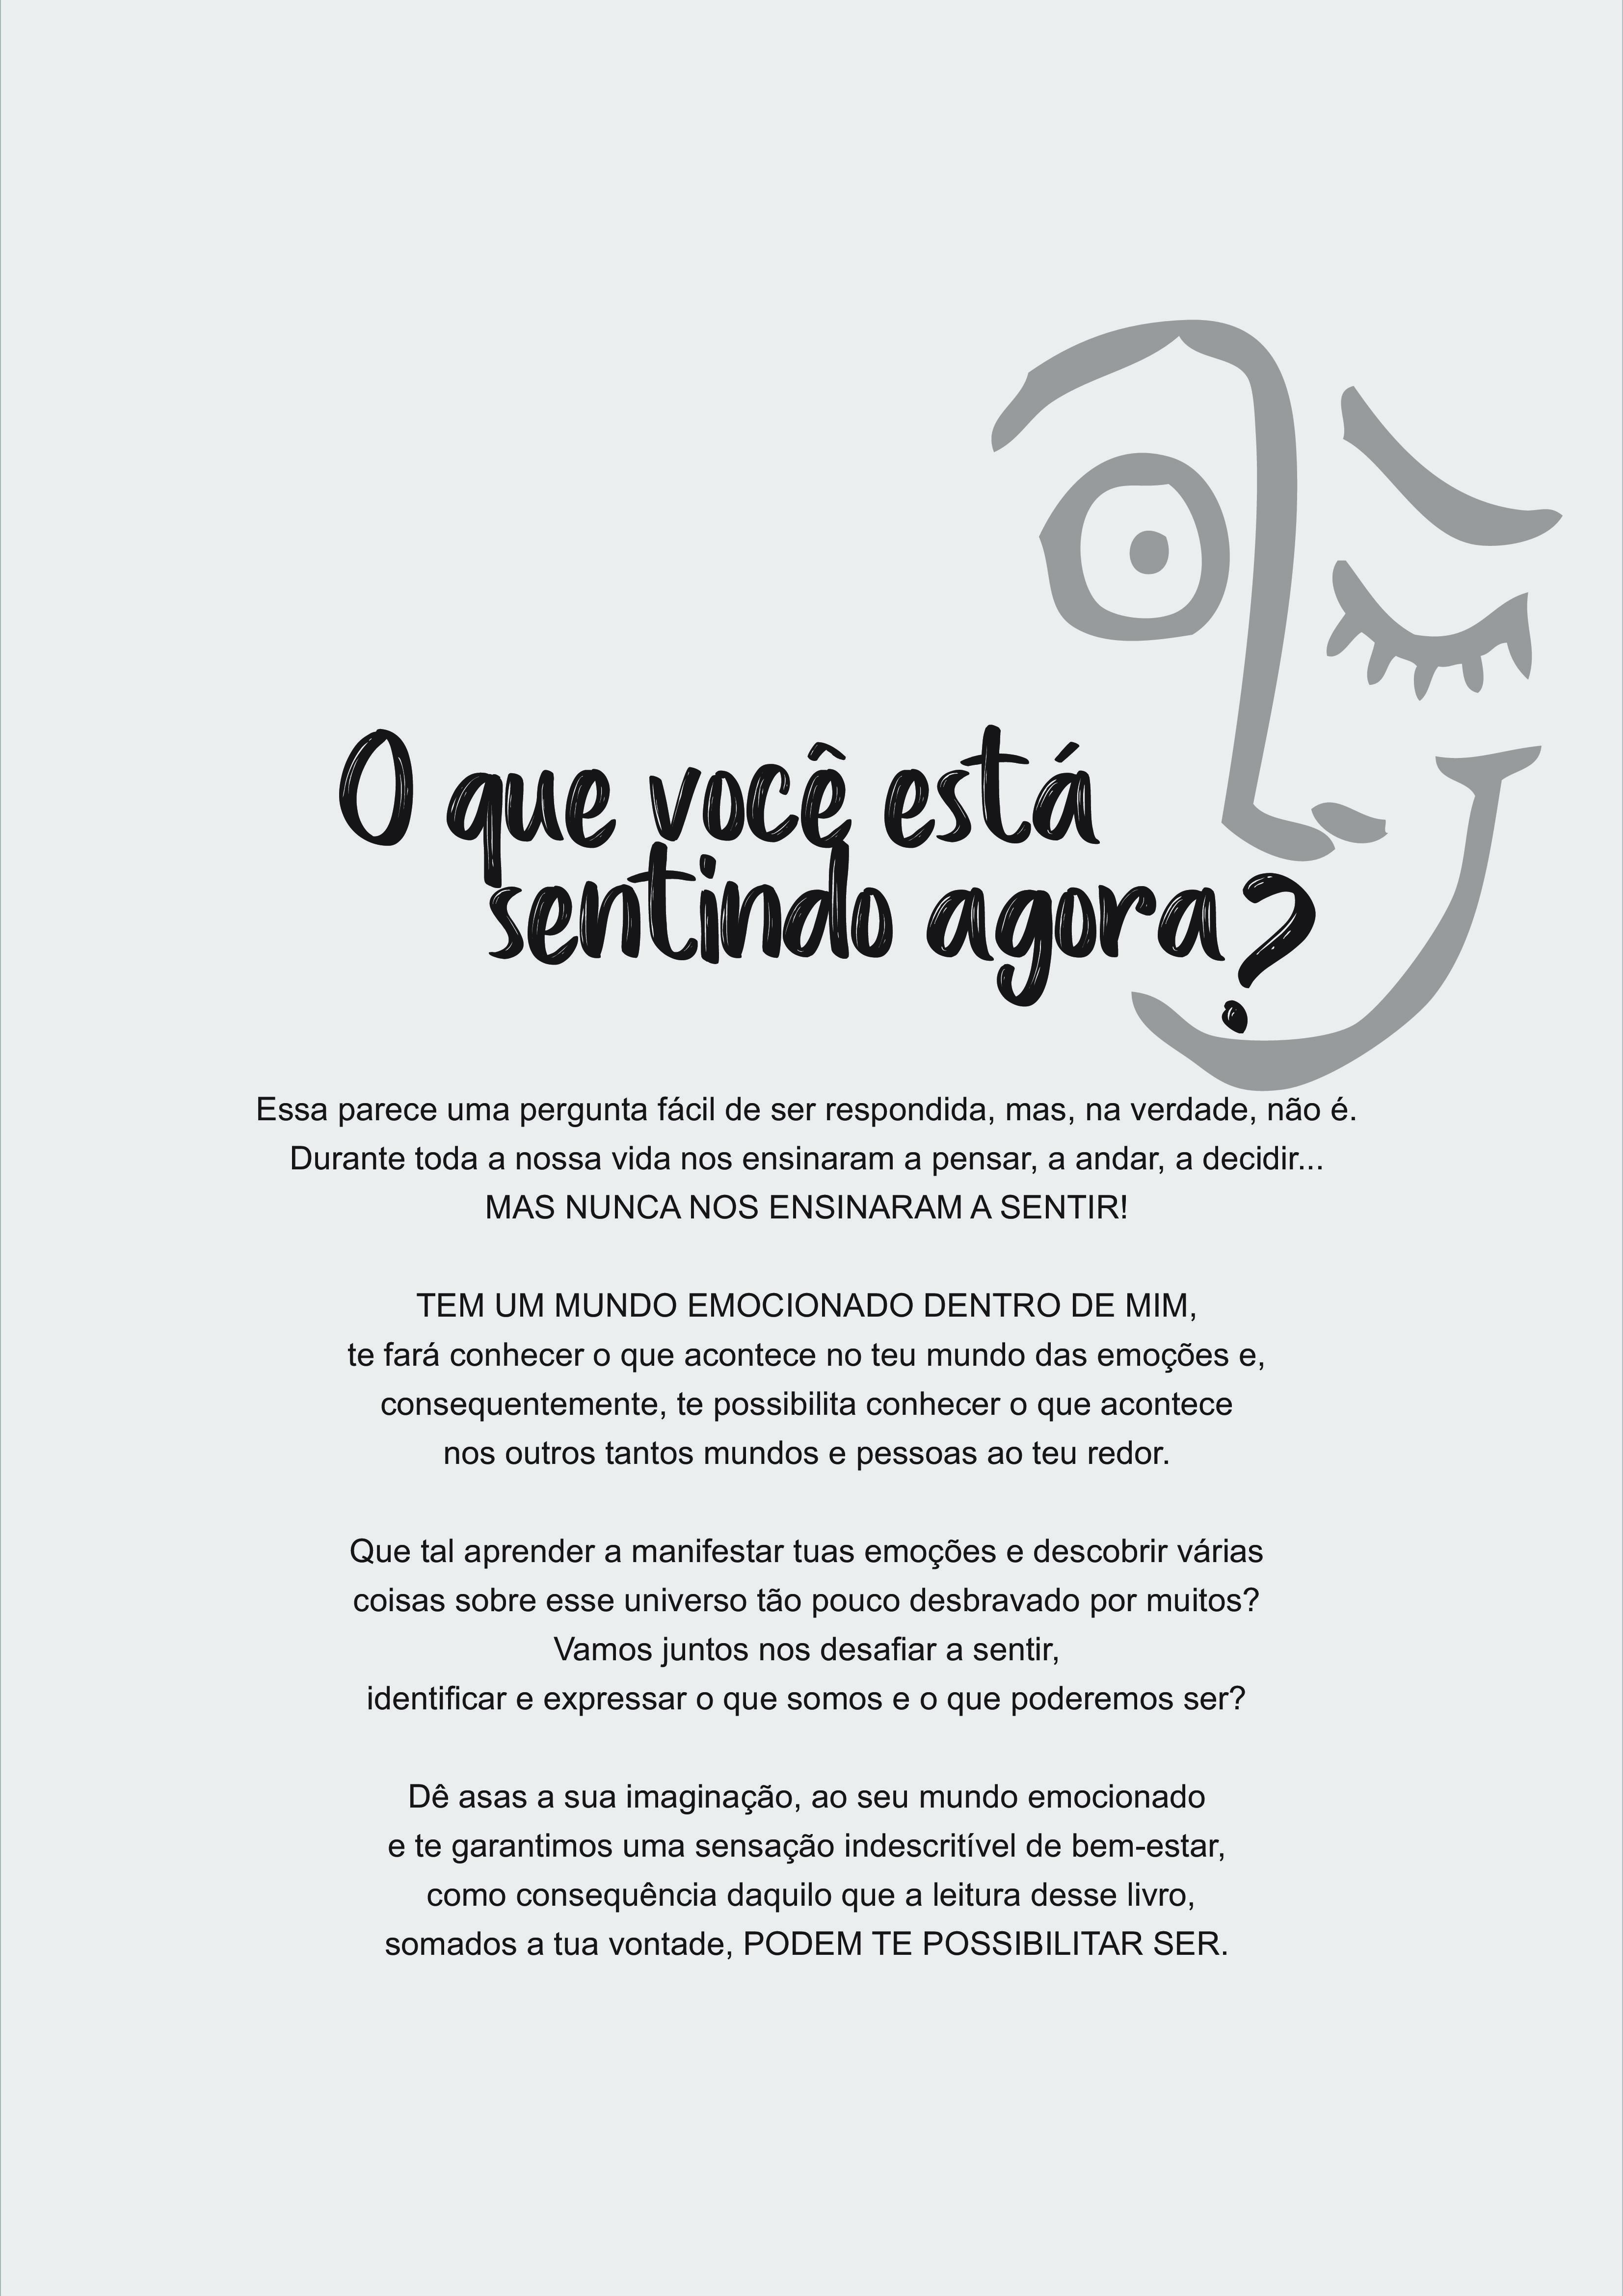 O que você está
sentindo agora?
Essa parece uma pergunta fácil de ser respondida, mas, na verdade, não é.
Durante toda a nossa vida nos ensinaram a pensar, a andar, a decidir...
MAS NUNCA NOS ENSINARAM A SENTIR!
TEM UM MUNDO EMOCIONADO DENTRO DE MIM,
te fará conhecer o que acontece no teu mundo das emoções e,
consequentemente, te possibilita conhecer o que acontece
nos outros tantos mundos e pessoas ao teu redor.
Que tal aprender a manifestar tuas emoções e descobrir várias
coisas sobre esse universo tão pouco desbravado por muitos?
Vamos juntos nos desafiar a sentir,
identificar e expressar o que somos e o que poderemos ser?
Dê asas a sua imaginação, ao seu mundo emocionado
e te garantimos uma sensação indescritível de bem-estar,
como consequência daquilo que a leitura desse livro,
somados a tua vontade, PODEM TE POSSIBILITAR SER.